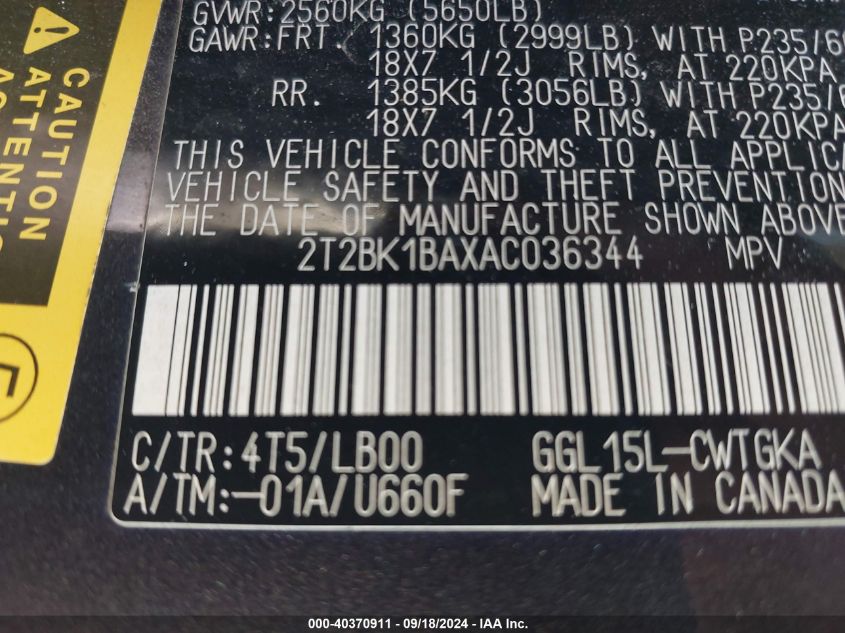 GVWR:2560KG (5650LB)
GAWR:FRT. 1360KG (2999LB) WITH P235/60
18X7 1/2J RIMS, AT 220KPA
RR. 1385KG (3056LB) WITH P235/6
18X7 1/2J RIMS, AT 220KPA
THIS VEHICLE CONFORMS TO ALL APPLICA
VEHICLE SAFETY AND THEFT PREVENTION
THE DATE OF MANUFACTURE SHOWN ABOVE
2T2BK1BAXAC036344 MPV
C/TR:4T5/LB00 GGL15L-CWTGKA
A/TM:-01A/U660F MADE IN CANADA
CAUTION
ATTENTION
000-40370911 - 09/18/2024 - IAA Inc.